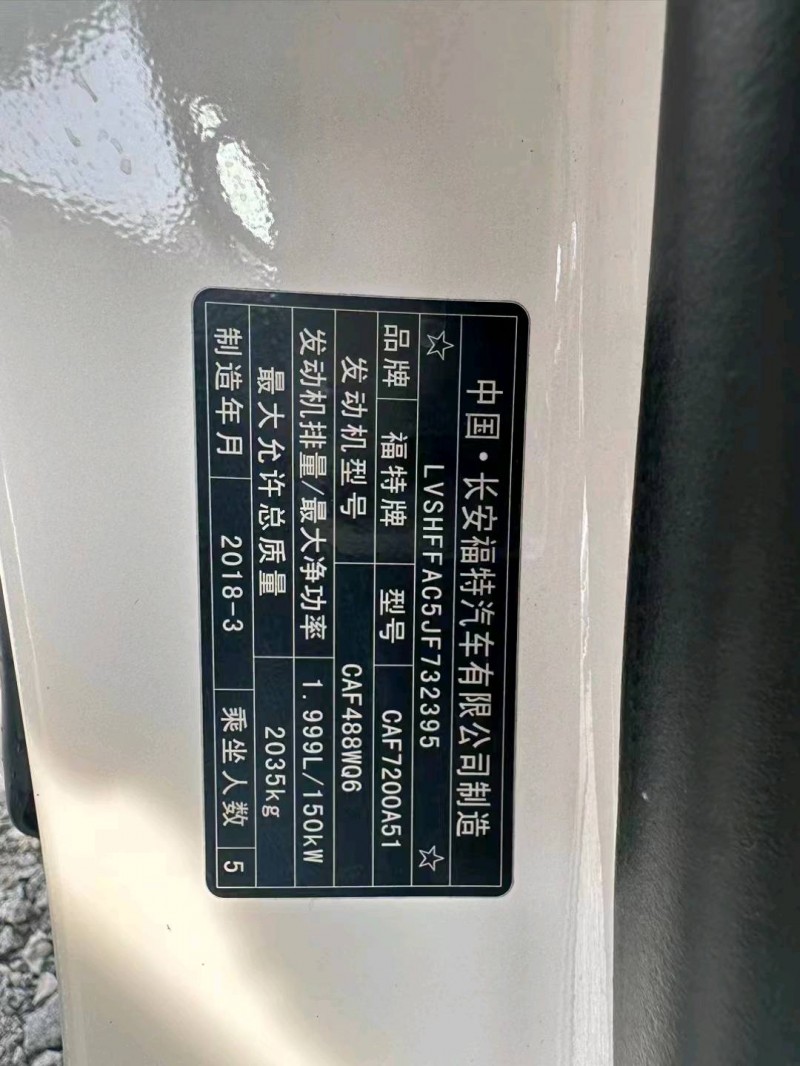 中国·长安福特汽车有限公司制造
☆ LVSHFFAC5JF732395 ☆
品牌 福特牌 型号 CAF7200A51
发动机型号 CAF488WQ6
发动机排量/最大净功率 1.999L/150kW
最大允许总质量 2035kg
制造年月 2018-3 乘坐人数 5